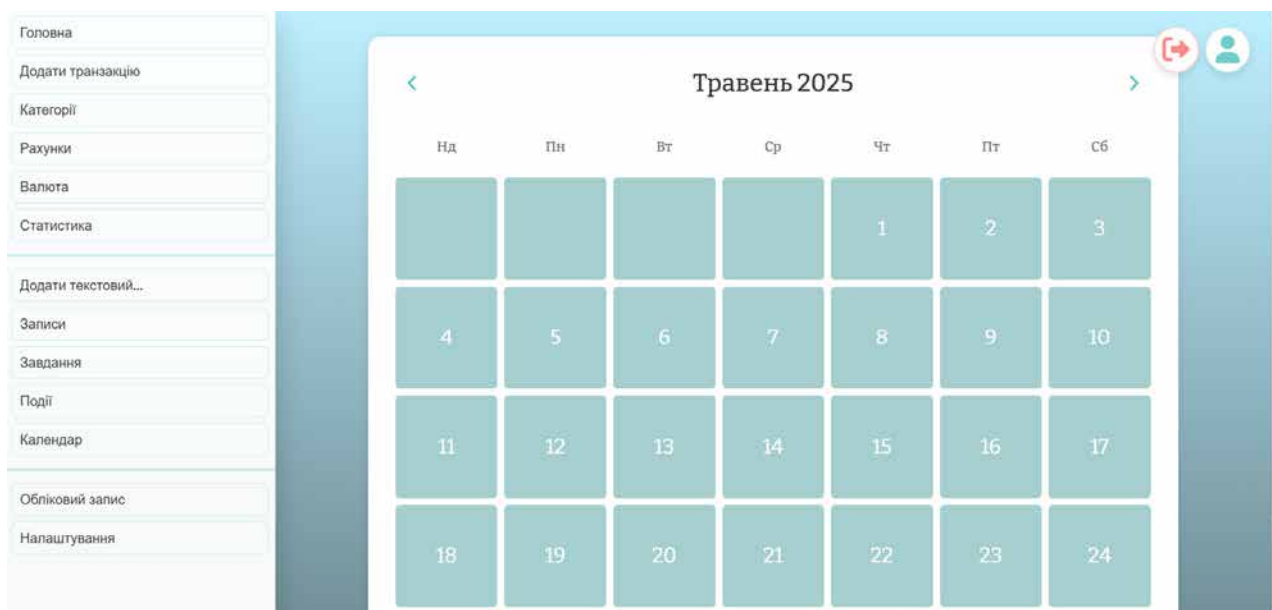 Головна
Додати транзакцію
Категорії
Рахунки
Валюта
Статистика
Додати текстовий...
Записи
Завдання
Події
Календар
Обліковий запис
Налаштування
Травень 2025
Нд Пн Вт Ср Чт Пт Сб
1 2 3
4 5 6 7 8 9 10
11 12 13 14 15 16 17
18 19 20 21 22 23 24